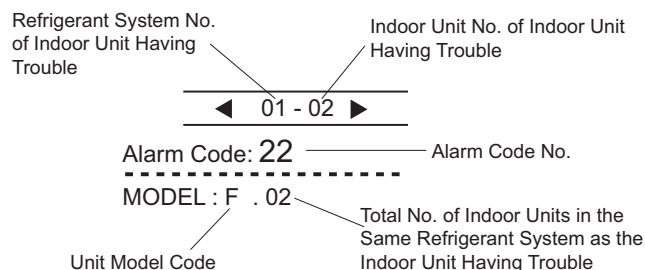 Refrigerant System No.
of Indoor Unit Having
Trouble
Indoor Unit No. of Indoor Unit
Having Trouble
◀ 01 - 02 ▶
Alarm Code: 22
Alarm Code No.
MODEL : F . 02
Total No. of Indoor Units in the
Same Refrigerant System as the
Indoor Unit Having Trouble
Unit Model Code